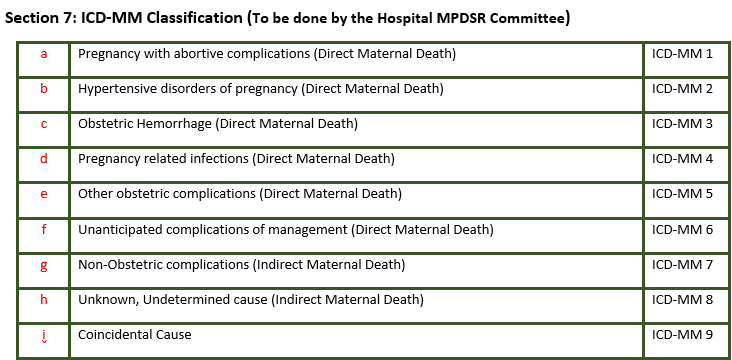 Section 7: ICD-MM Classification (To be done by the Hospital MPDSR Committee)
a Pregnancy with abortive complications (Direct Maternal Death) ICD-MM 1
b Hypertensive disorders of pregnancy (Direct Maternal Death) ICD-MM 2
c Obstetric Hemorrhage (Direct Maternal Death) ICD-MM 3
d Pregnancy related infections (Direct Maternal Death) ICD-MM 4
e Other obstetric complications (Direct Maternal Death) ICD-MM 5
f Unanticipated complications of management (Direct Maternal Death) ICD-MM 6
g Non-Obstetric complications (Indirect Maternal Death) ICD-MM 7
h Unknown, Undetermined cause (Indirect Maternal Death) ICD-MM 8
i Coincidental Cause ICD-MM 9